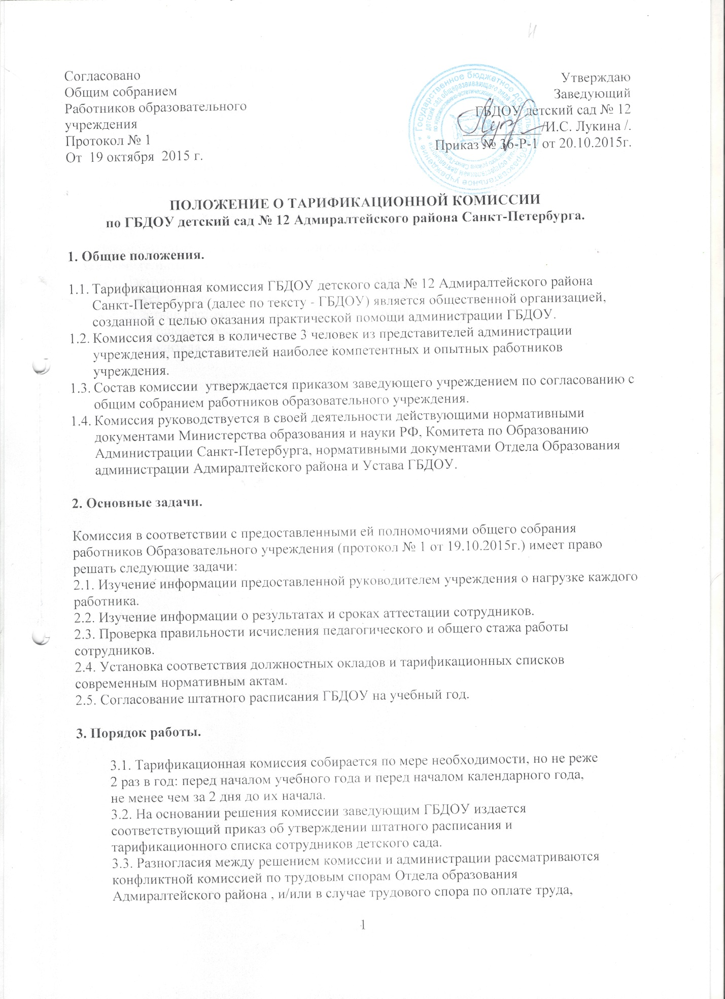 Согласовано
Общим собранием
Работников образовательного
учреждения
Протокол № 1
От 19 октября 2015 г.
Утверждаю
Заведующий
ГБДОУ детский сад № 12
/И.С. Лукина /.
Приказ № 36-Р-1 от 20.10.2015г.
ПОЛОЖЕНИЕ О ТАРИФИКАЦИОННОЙ КОМИССИИ
по ГБДОУ детский сад № 12 Адмиралтейского района Санкт-Петербурга.
1. Общие положения.
1.1. Тарификационная комиссия ГБДОУ детского сада № 12 Адмиралтейского района
Санкт-Петербурга (далее по тексту - ГБДОУ) является общественной организацией,
созданной с целью оказания практической помощи администрации ГБДОУ.
1.2. Комиссия создается в количестве 3 человек из представителей администрации
учреждения, представителей наиболее компетентных и опытных работников
учреждения.
1.3. Состав комиссии утверждается приказом заведующего учреждением по согласованию с
общим собранием работников образовательного учреждения.
1.4. Комиссия руководствуется в своей деятельности действующими нормативными
документами Министерства образования и науки РФ, Комитета по Образованию
Администрации Санкт-Петербурга, нормативными документами Отдела Образования
администрации Адмиралтейского района и Устава ГБДОУ.
2. Основные задачи.
Комиссия в соответствии с предоставленными ей полномочиями общего собрания
работников Образовательного учреждения (протокол № 1 от 19.10.2015г.) имеет право
решать следующие задачи:
2.1. Изучение информации предоставленной руководителем учреждения о нагрузке каждого
работника.
2.2. Изучение информации о результатах и сроках аттестации сотрудников.
2.3. Проверка правильности исчисления педагогического и общего стажа работы
сотрудников.
2.4. Установка соответствия должностных окладов и тарификационных списков
современным нормативным актам.
2.5. Согласование штатного расписания ГБДОУ на учебный год.
3. Порядок работы.
3.1. Тарификационная комиссия собирается по мере необходимости, но не реже
2 раз в год: перед началом учебного года и перед началом календарного года,
не менее чем за 2 дня до их начала.
3.2. На основании решения комиссии заведующим ГБДОУ издается
соответствующий приказ об утверждении штатного расписания и
тарификационного списка сотрудников детского сада.
3.3. Разногласия между решением комиссии и администрации рассматриваются
конфликтной комиссией по трудовым спорам Отдела образования
Адмиралтейского района , и/или в случае трудового спора по оплате труда,
1